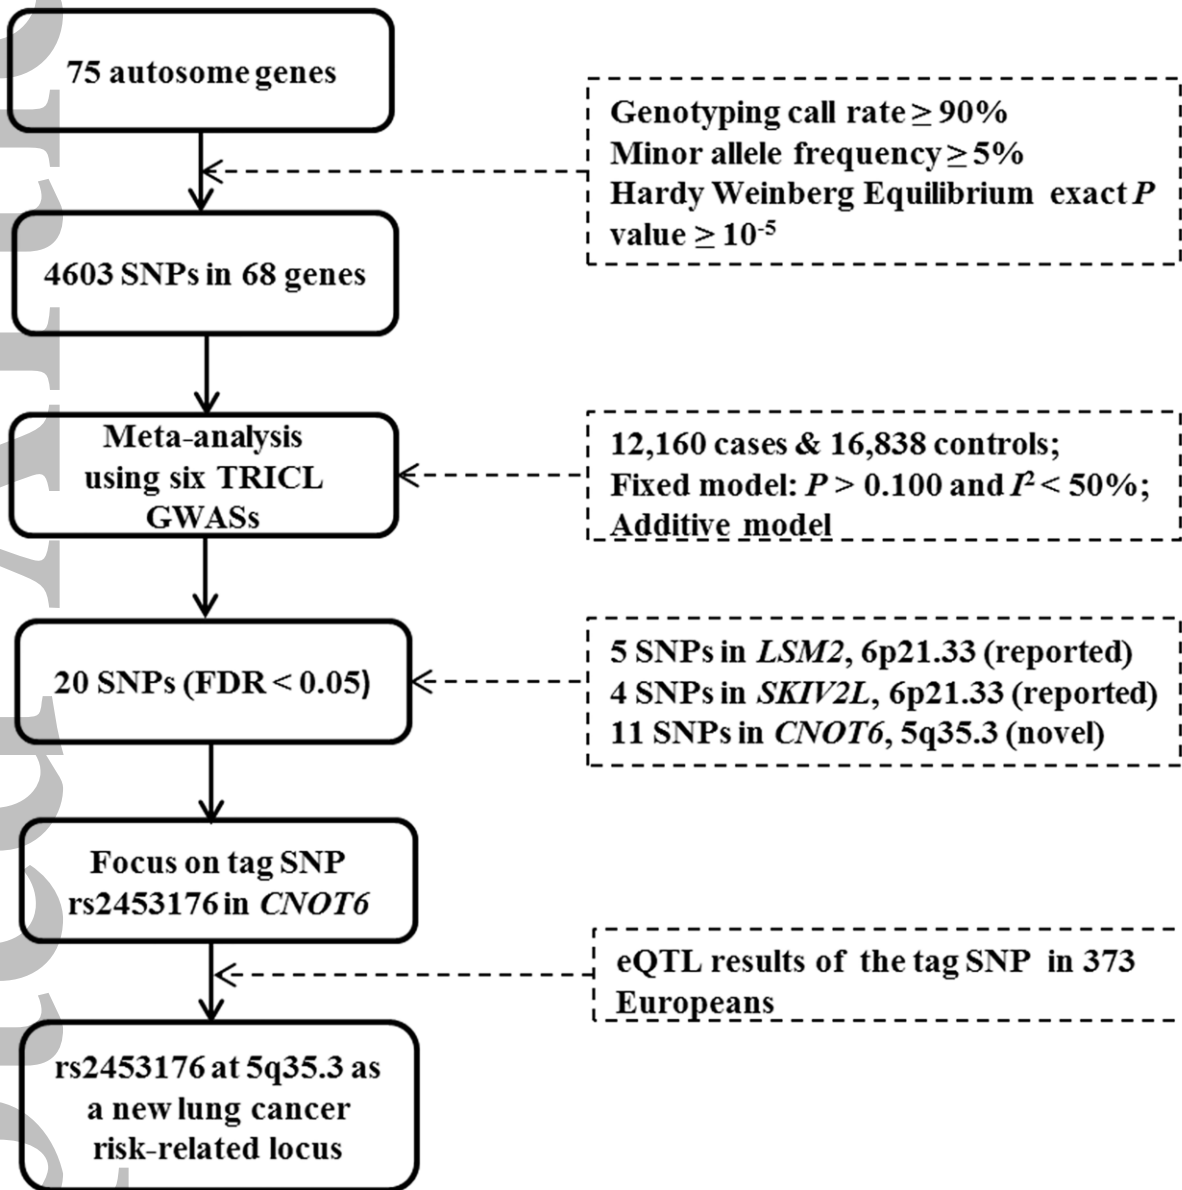 75 autosome genes
Genotyping call rate ≥ 90%
Minor allele frequency ≥ 5%
Hardy Weinberg Equilibrium exact P
value ≥ 10⁻⁵
4603 SNPs in 68 genes
Meta-analysis
using six TRICL
GWASs
12,160 cases & 16,838 controls;
Fixed model: P > 0.100 and I² < 50%;
Additive model
20 SNPs (FDR < 0.05)
5 SNPs in LSM2, 6p21.33 (reported)
4 SNPs in SKIV2L, 6p21.33 (reported)
11 SNPs in CNOT6, 5q35.3 (novel)
Focus on tag SNP
rs2453176 in CNOT6
eQTL results of the tag SNP in 373
Europeans
rs2453176 at 5q35.3 as
a new lung cancer
risk-related locus